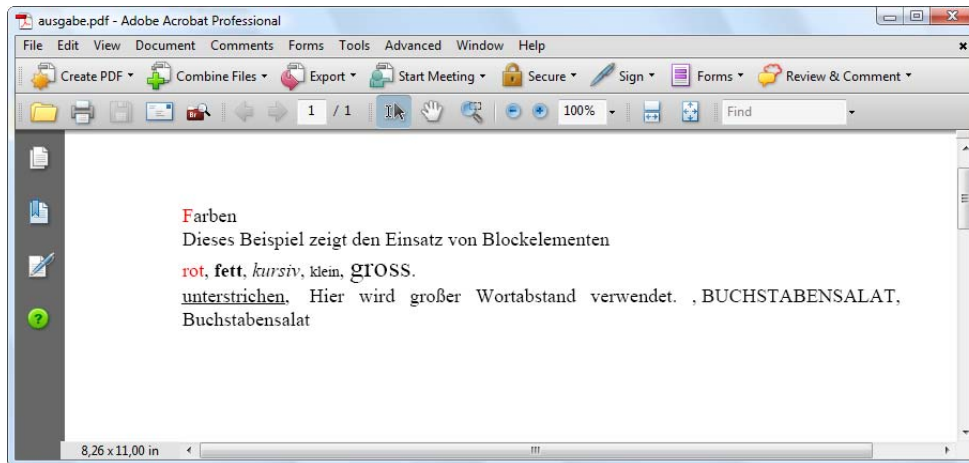 ausgabe.pdf - Adobe Acrobat Professional
File Edit View Document Comments Forms Tools Advanced Window Help
Create PDF Combine Files Export Start Meeting Secure Sign Forms Review & Comment
1 / 1 100% Find
Farben
Dieses Beispiel zeigt den Einsatz von Blockelementen
rot, fett, kursiv, klein, gross.
unterstrichen, Hier wird großer Wortabstand verwendet. , BUCHSTABENSALAT,
Buchstabensalat
8,26 x 11,00 in